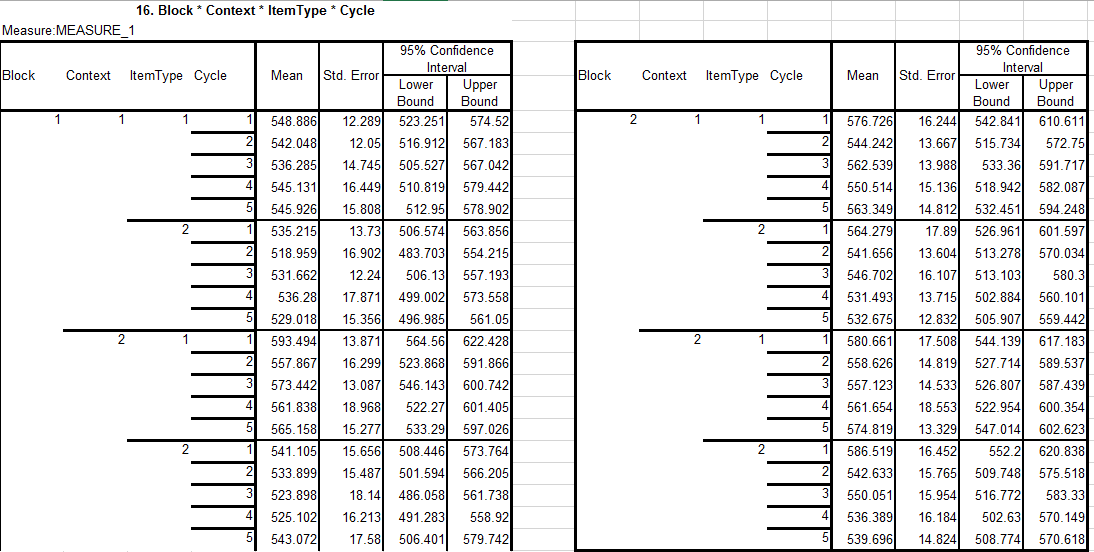 16. Block * Context * ItemType * Cycle
Measure:MEASURE_1
Block Context ItemType Cycle Mean Std. Error 95% Confidence Interval Lower Bound Upper Bound
1 1 1 1 548.886 12.289 523.251 574.52
2 542.048 12.05 516.912 567.183
3 536.285 14.745 505.527 567.042
4 545.131 16.449 510.819 579.442
5 545.926 15.808 512.95 578.902
2 1 535.215 13.73 506.574 563.856
2 518.959 16.902 483.703 554.215
3 531.662 12.24 506.13 557.193
4 536.28 17.871 499.002 573.558
5 529.018 15.356 496.985 561.05
2 1 1 593.494 13.871 564.56 622.428
2 557.867 16.299 523.868 591.866
3 573.442 13.087 546.143 600.742
4 561.838 18.968 522.27 601.405
5 565.158 15.277 533.29 597.026
2 1 541.105 15.656 508.446 573.764
2 533.899 15.487 501.594 566.205
3 523.898 18.14 486.058 561.738
4 525.102 16.213 491.283 558.92
5 543.072 17.58 506.401 579.742
Block Context ItemType Cycle Mean Std. Error 95% Confidence Interval Lower Bound Upper Bound
2 1 1 1 576.726 16.244 542.841 610.611
2 544.242 13.667 515.734 572.75
3 562.539 13.988 533.36 591.717
4 550.514 15.136 518.942 582.087
5 563.349 14.812 532.451 594.248
2 1 564.279 17.89 526.961 601.597
2 541.656 13.604 513.278 570.034
3 546.702 16.107 513.103 580.3
4 531.493 13.715 502.884 560.101
5 532.675 12.832 505.907 559.442
2 1 1 580.661 17.508 544.139 617.183
2 558.626 14.819 527.714 589.537
3 557.123 14.533 526.807 587.439
4 561.654 18.553 522.954 600.354
5 574.819 13.329 547.014 602.623
2 1 586.519 16.452 552.2 620.838
2 542.633 15.765 509.748 575.518
3 550.051 15.954 516.772 583.33
4 536.389 16.184 502.63 570.149
5 539.696 14.824 508.774 570.618